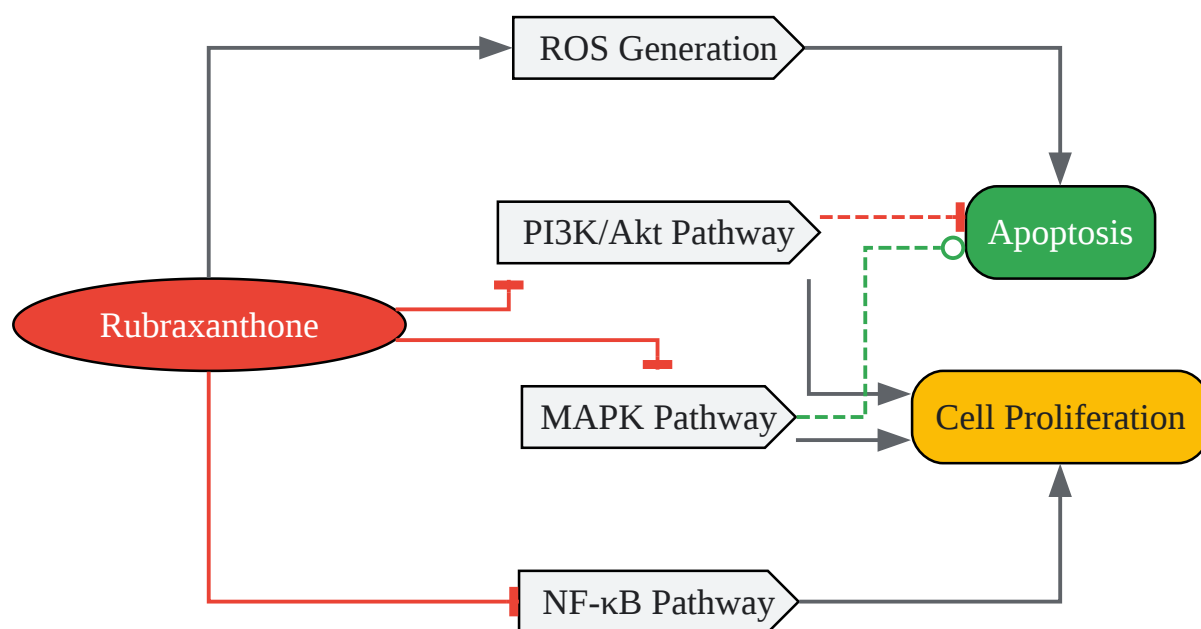 ROS Generation
PI3K/Akt Pathway
Apoptosis
Rubraxanthone
MAPK Pathway
Cell Proliferation
NF-κB Pathway